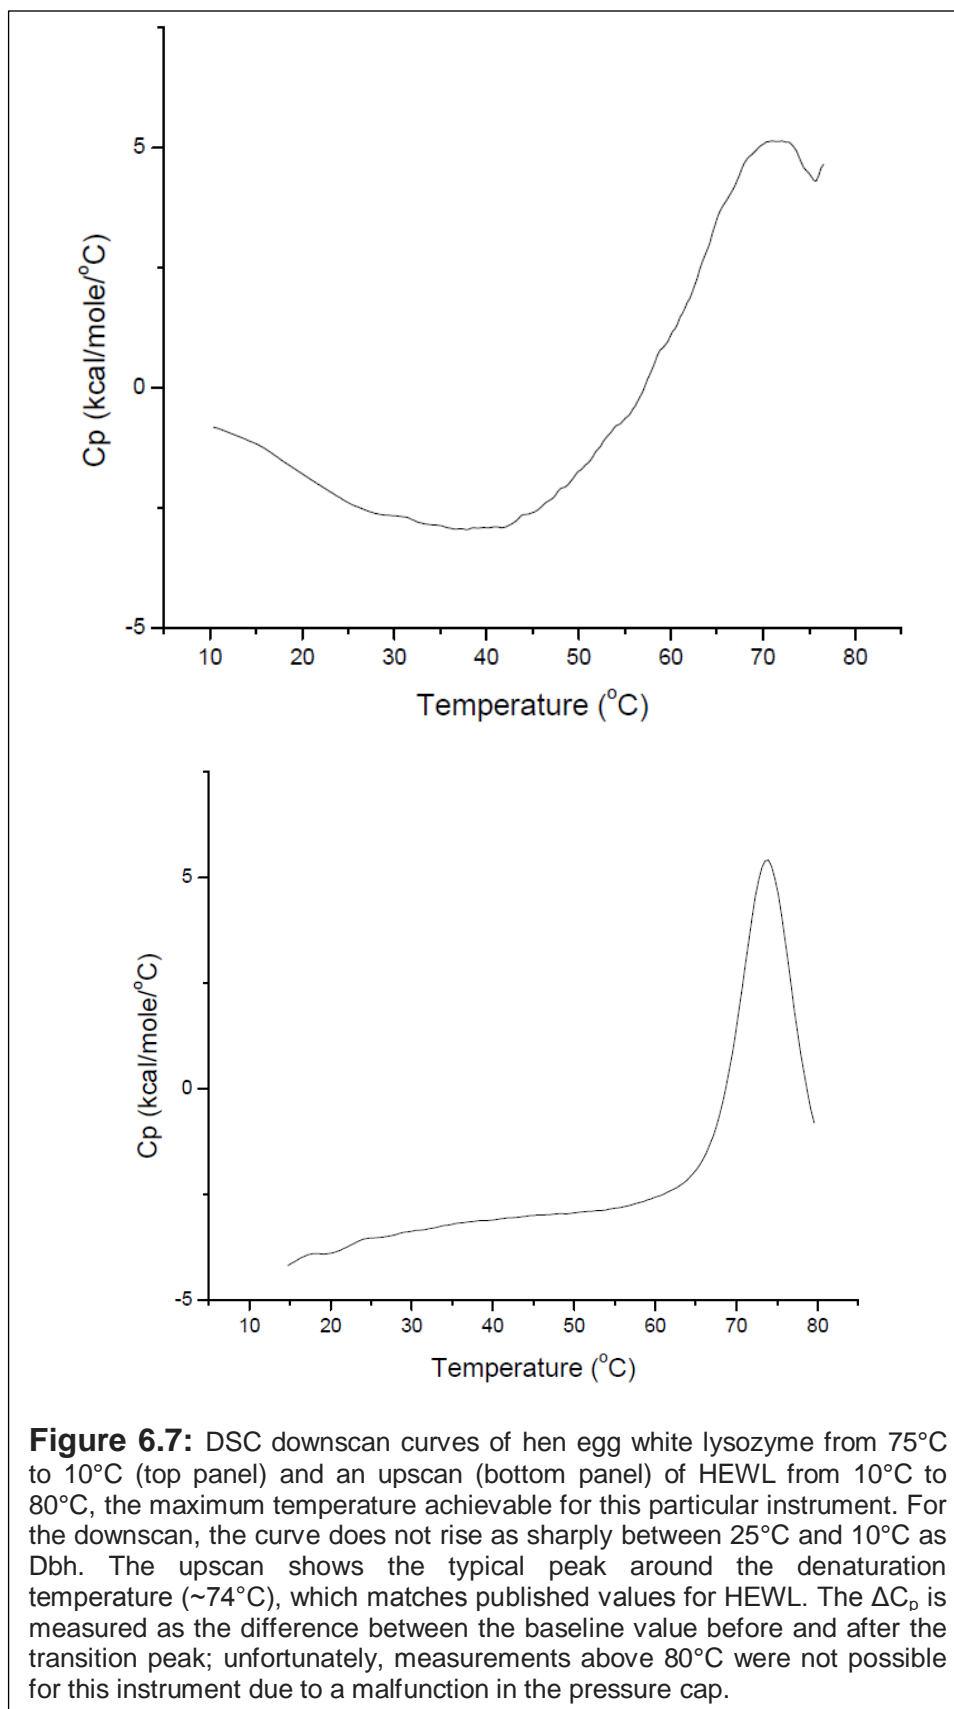 5
0
-5
Cp (kcal/mole/°C)
10 20 30 40 50 60 70 80
Temperature (°C)
5
0
-5
Cp (kcal/mole/°C)
10 20 30 40 50 60 70 80
Temperature (°C)
Figure 6.7: DSC downscan curves of hen egg white lysozyme from 75°C
to 10°C (top panel) and an upscan (bottom panel) of HEWL from 10°C to
80°C, the maximum temperature achievable for this particular instrument. For
the downscan, the curve does not rise as sharply between 25°C and 10°C as
Dbh. The upscan shows the typical peak around the denaturation
temperature (~74°C), which matches published values for HEWL. The ΔCₚ is
measured as the difference between the baseline value before and after the
transition peak; unfortunately, measurements above 80°C were not possible
for this instrument due to a malfunction in the pressure cap.